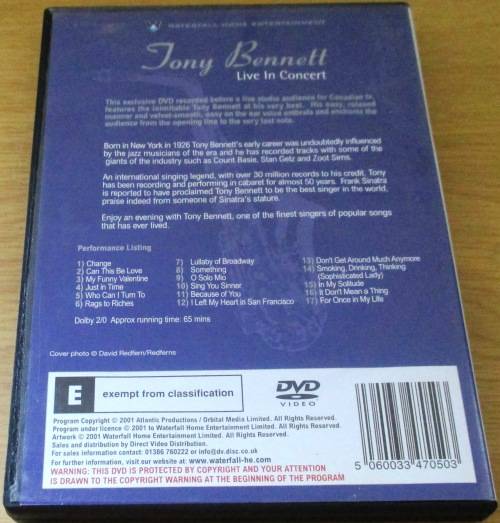 WATERFALL HOME ENTERTAINMENT
Tony Bennett
Live In Concert
This exclusive DVD recorded before a live studio audience for Canadian tv,
features the inimitable Tony Bennett at his very best. His easy, relaxed
manner and velvet-smooth, easy on the ear voice enthrals and enchants the
audience from the opening line to the very last note.
Born in New York in 1926 Tony Bennett's early career was undoubtedly influenced
by the jazz musicians of the era and he has recorded tracks with some of the
giants of the industry such as Count Basie, Stan Getz and Zoot Sims.
An international singing legend, with over 30 million records to his credit, Tony
has been recording and performing in cabaret for almost 50 years. Frank Sinatra
is reported to have proclaimed Tony Bennett to be the best singer in the world,
praise indeed from someone of Sinatra's stature.
Enjoy an evening with Tony Bennett, one of the finest singers of popular songs
that has ever lived.
Performance Listing
1) Change
2) Can This Be Love
3) My Funny Valentine
4) Just in Time
5) Who Can I Turn To
6) Rags to Riches
7) Lullaby of Broadway
8) Something
9) O Solo Mio
10) Sing You Sinner
11) Because of You
12) I Left My Heart in San Francisco
13) Don't Get Around Much Anymore
14) Smoking, Drinking, Thinking
(Sophisticated Lady)
15) In My Solitude
16) It Don't Mean a Thing
17) For Once in My Life
Dolby 2/0 Approx running time: 65 mins
Cover photo © David Redfern/Redferns
E
exempt from classification
DVD
VIDEO
Program Copyright © 2001 Atlantic Productions / Orbital Media Limited. All Rights Reserved.
Program under licence © 2001 to Waterfall Home Entertainment Limited. All Rights Reserved.
Artwork © 2001 Waterfall Home Entertainment Limited. All Rights Reserved.
Sales and distribution by Direct Video Distribution.
For sales information contact: 01386 760222 or info@dv.disc.co.uk
For further information, visit our website at: www.waterfall-he.com
WARNING: THIS DVD IS PROTECTED BY COPYRIGHT AND YOUR ATTENTION
IS DRAWN TO THE COPYRIGHT WARNING AT THE BEGINNING OF THE PROGRAM
5 060033 470503